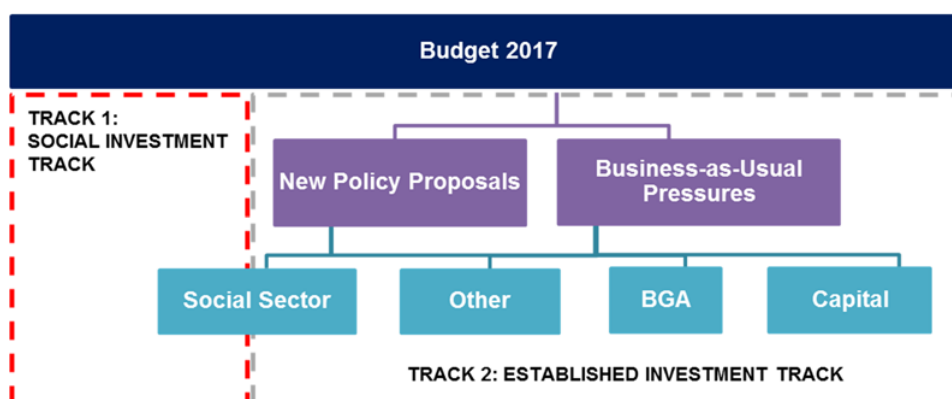 Budget 2017
TRACK 1:
SOCIAL INVESTMENT
TRACK
New Policy Proposals
Business-as-Usual
Pressures
Social Sector
Other
BGA
Capital
TRACK 2: ESTABLISHED INVESTMENT TRACK